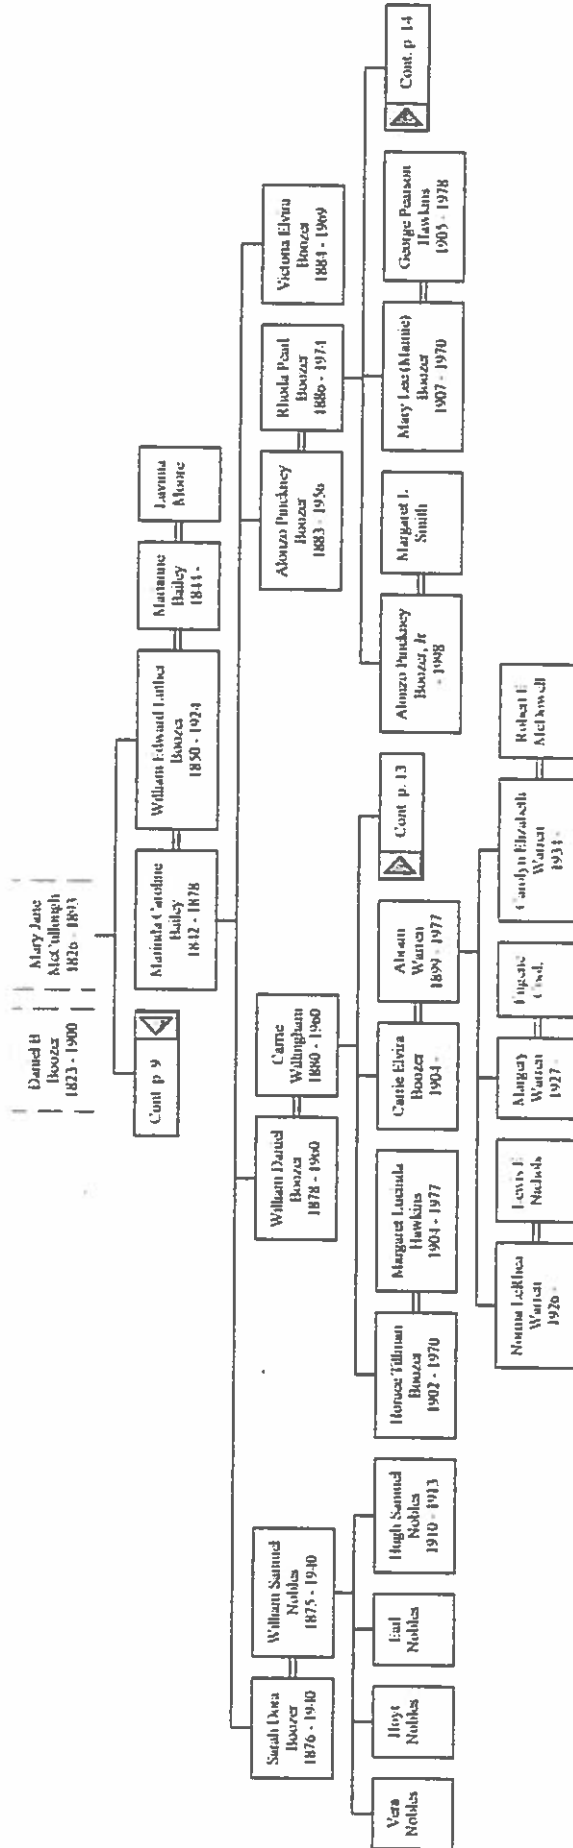 Daniel B
Boozer
1823 - 1900
Mary Jane
McCullough
1826 - 1893
Cont. p. 9
Marinda Caroline
Bailey
1842 - 1878
William Edward Luther
Boozer
1850 - 1924
Marianne
Bailey
1844 -
Lavinia
Moore
Sarah Dora
Boozer
1876 - 1940
William Samuel
Nobles
1875 - 1940
William Daniel
Boozer
1878 - 1960
Carrie
Willingham
1880 - 1960
Alonzo Pinckney
Boozer
1883 - 1956
Rhoda Pearl
Boozer
1886 - 1974
Victoria Elvira
Boozer
1884 - 1969
Vera
Nobles
Hoyt
Nobles
Earl
Nobles
Hugh Samuel
Nobles
1910 - 1913
Horace Tillman
Boozer
1902 - 1970
Margaret Lucinda
Hawkins
1904 - 1977
Carrie Elvira
Boozer
1904 -
Abram
Warren
1899 - 1977
Cont. p. 13
Alonzo Pinckney
Boozer, Jr
- 1998
Margaret J.
Smith
Mary Lee (Mamie)
Boozer
1907 - 1970
George Pearson
Hawkins
1905 - 1978
Cont. p. 14
Norma LeRhea
Warren
1926 -
Lewis E
Nichols
Margery
Warren
1927 -
Eugene
Carolyn Elizabeth
Warren
1934 -
Robert E
McDowell